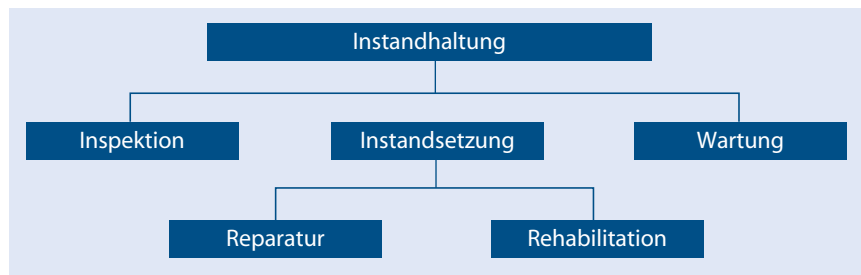 Instandhaltung
Inspektion
Instandsetzung
Wartung
Reparatur
Rehabilitation